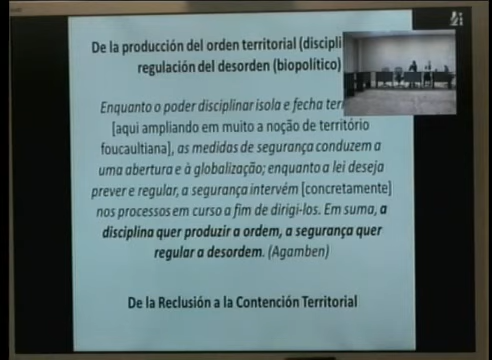 De la producción del orden territorial (discipli
regulación del desorden (biopolítico)
Enquanto o poder disciplinar isola e fecha ter
[aqui ampliando em muito a noção de território
foucaultiana], as medidas de segurança conduzem a
uma abertura e à globalização; enquanto a lei deseja
prever e regular, a segurança intervém [concretamente]
nos processos em curso a fim de dirigi-los. Em suma, a
disciplina quer produzir a ordem, a segurança quer
regular a desordem. (Agamben)
De la Reclusión a la Contención Territorial